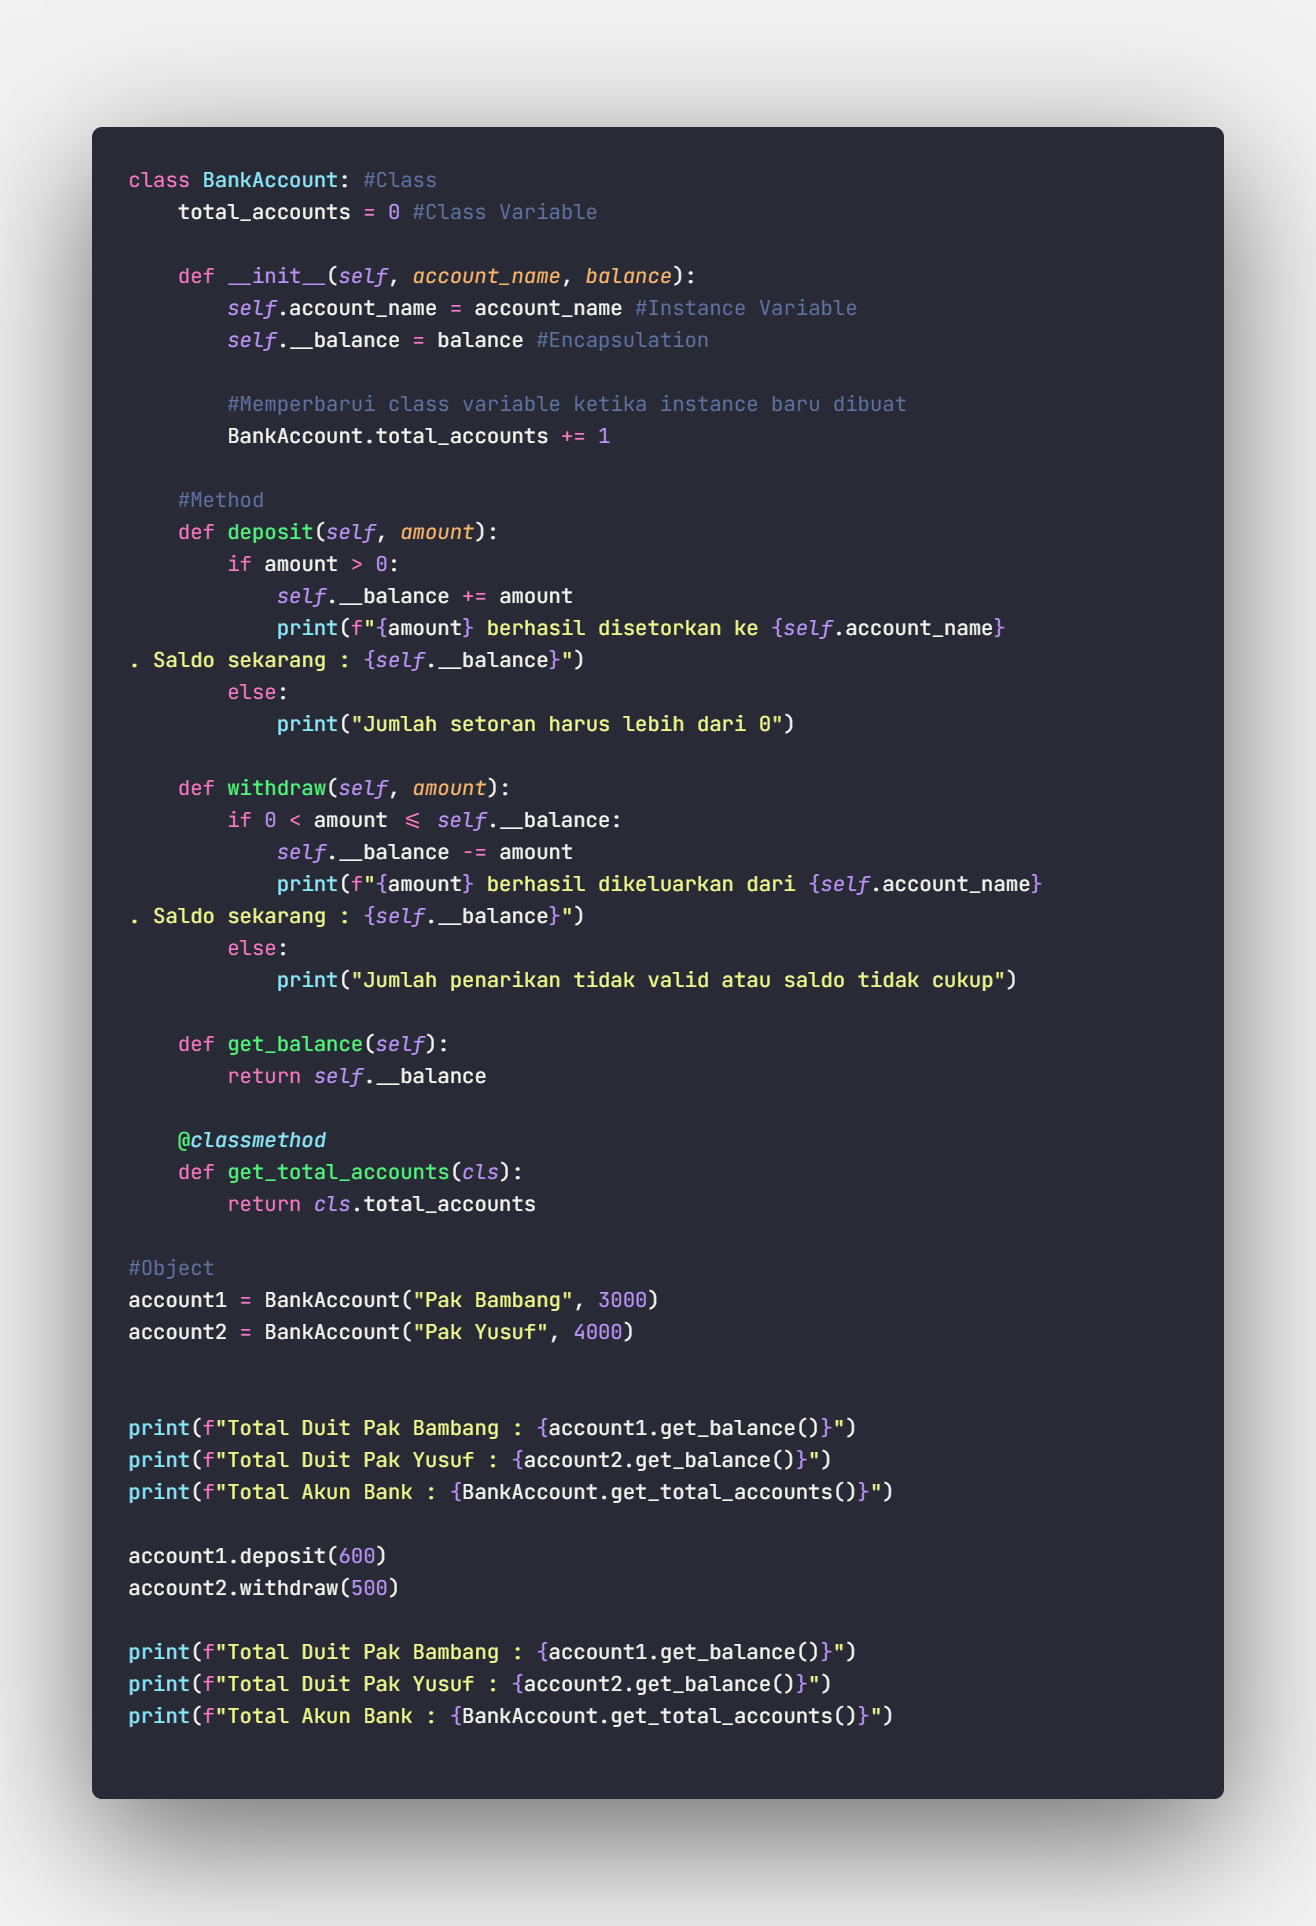 class BankAccount: #Class
    total_accounts = 0 #Class Variable

    def __init__(self, account_name, balance):
        self.account_name = account_name #Instance Variable
        self.__balance = balance #Encapsulation

        #Memperbarui class variable ketika instance baru dibuat
        BankAccount.total_accounts += 1

    #Method
    def deposit(self, amount):
        if amount > 0:
            self.__balance += amount
            print(f"{amount} berhasil disetorkan ke {self.account_name}
. Saldo sekarang : {self.__balance}")
        else:
            print("Jumlah setoran harus lebih dari 0")

    def withdraw(self, amount):
        if 0 < amount <= self.__balance:
            self.__balance -= amount
            print(f"{amount} berhasil dikeluarkan dari {self.account_name}
. Saldo sekarang : {self.__balance}")
        else:
            print("Jumlah penarikan tidak valid atau saldo tidak cukup")

    def get_balance(self):
        return self.__balance

    @classmethod
    def get_total_accounts(cls):
        return cls.total_accounts

#Object
account1 = BankAccount("Pak Bambang", 3000)
account2 = BankAccount("Pak Yusuf", 4000)


print(f"Total Duit Pak Bambang : {account1.get_balance()}")
print(f"Total Duit Pak Yusuf : {account2.get_balance()}")
print(f"Total Akun Bank : {BankAccount.get_total_accounts()}")

account1.deposit(600)
account2.withdraw(500)

print(f"Total Duit Pak Bambang : {account1.get_balance()}")
print(f"Total Duit Pak Yusuf : {account2.get_balance()}")
print(f"Total Akun Bank : {BankAccount.get_total_accounts()}")